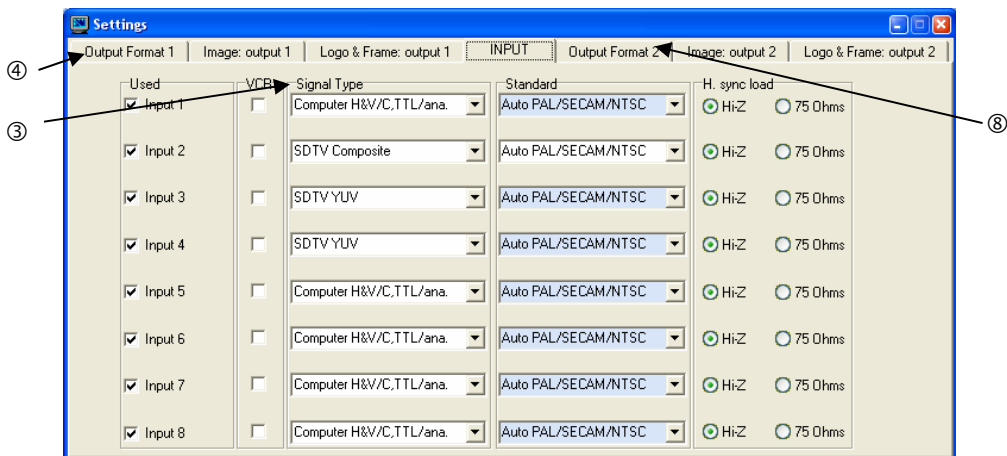 Settings
Output Format 1 Image: output 1 Logo & Frame: output 1 INPUT Output Format 2 Image: output 2 Logo & Frame: output 2
④
Used VCR Signal Type Standard H. sync load
Input 1 Computer H&V/C,TTL/ana. Auto PAL/SECAM/NTSC Hi-Z 75 Ohms
③ ⑧
Input 2 SDTV Composite Auto PAL/SECAM/NTSC Hi-Z 75 Ohms
Input 3 SDTV YUV Auto PAL/SECAM/NTSC Hi-Z 75 Ohms
Input 4 SDTV YUV Auto PAL/SECAM/NTSC Hi-Z 75 Ohms
Input 5 Computer H&V/C,TTL/ana. Auto PAL/SECAM/NTSC Hi-Z 75 Ohms
Input 6 Computer H&V/C,TTL/ana. Auto PAL/SECAM/NTSC Hi-Z 75 Ohms
Input 7 Computer H&V/C,TTL/ana. Auto PAL/SECAM/NTSC Hi-Z 75 Ohms
Input 8 Computer H&V/C,TTL/ana. Auto PAL/SECAM/NTSC Hi-Z 75 Ohms